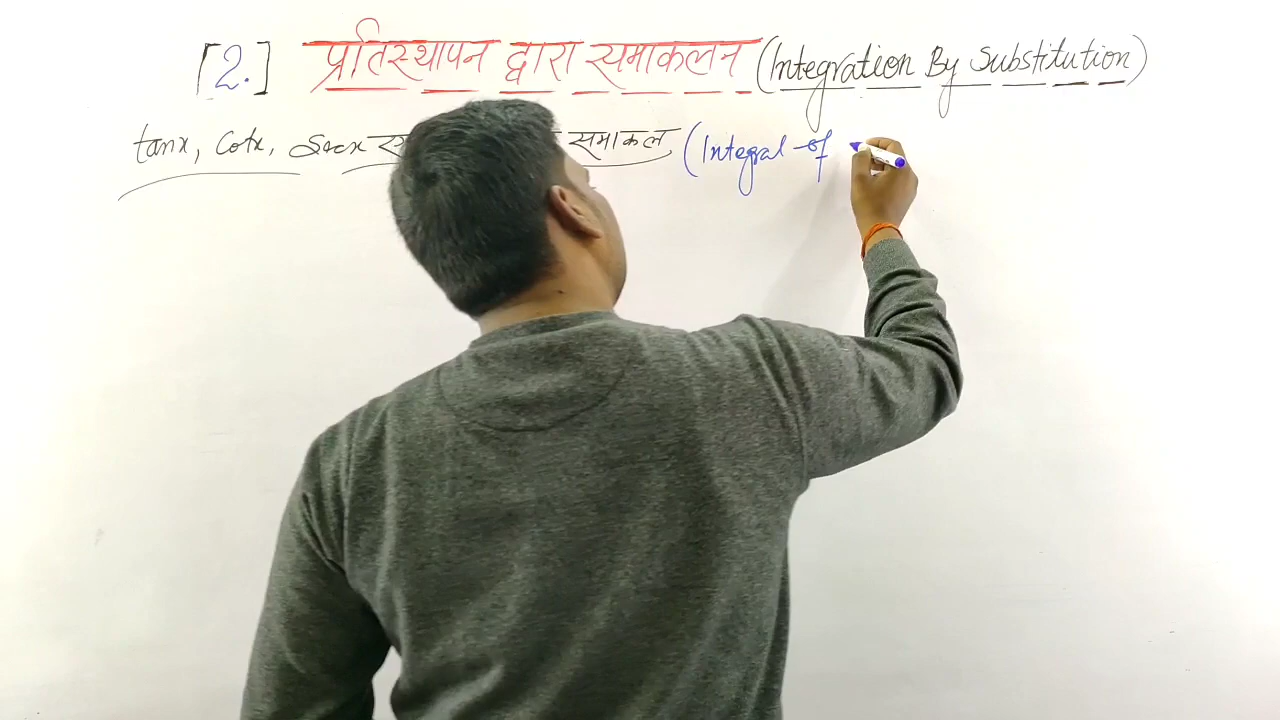 [2.] प्रतिस्थापन द्वारा समाकलन (Integration By Substitution)
tanx, Cotx, Secx समाकल (Integral of